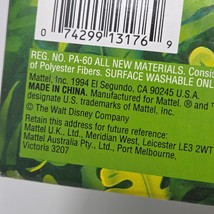 0 74299 13176 9
REG. NO. PA-60 ALL NEW MATERIALS. Consis
of Polyester Fibers. SURFACE WASHABLE ONL
Mattel, Inc. 1994 El Segundo, CA 90245 U.S.A.
MADE IN CHINA. Manufactured for Mattel. ® and
designate U.S. trademarks of Mattel, Inc.
© The Walt Disney Company
Retain this address for future reference:
Mattel U.K. Ltd., Meridian West, Leicester LE3 2WT
Mattel Pty., Ltd., Port Melbourne,
Victoria 3207